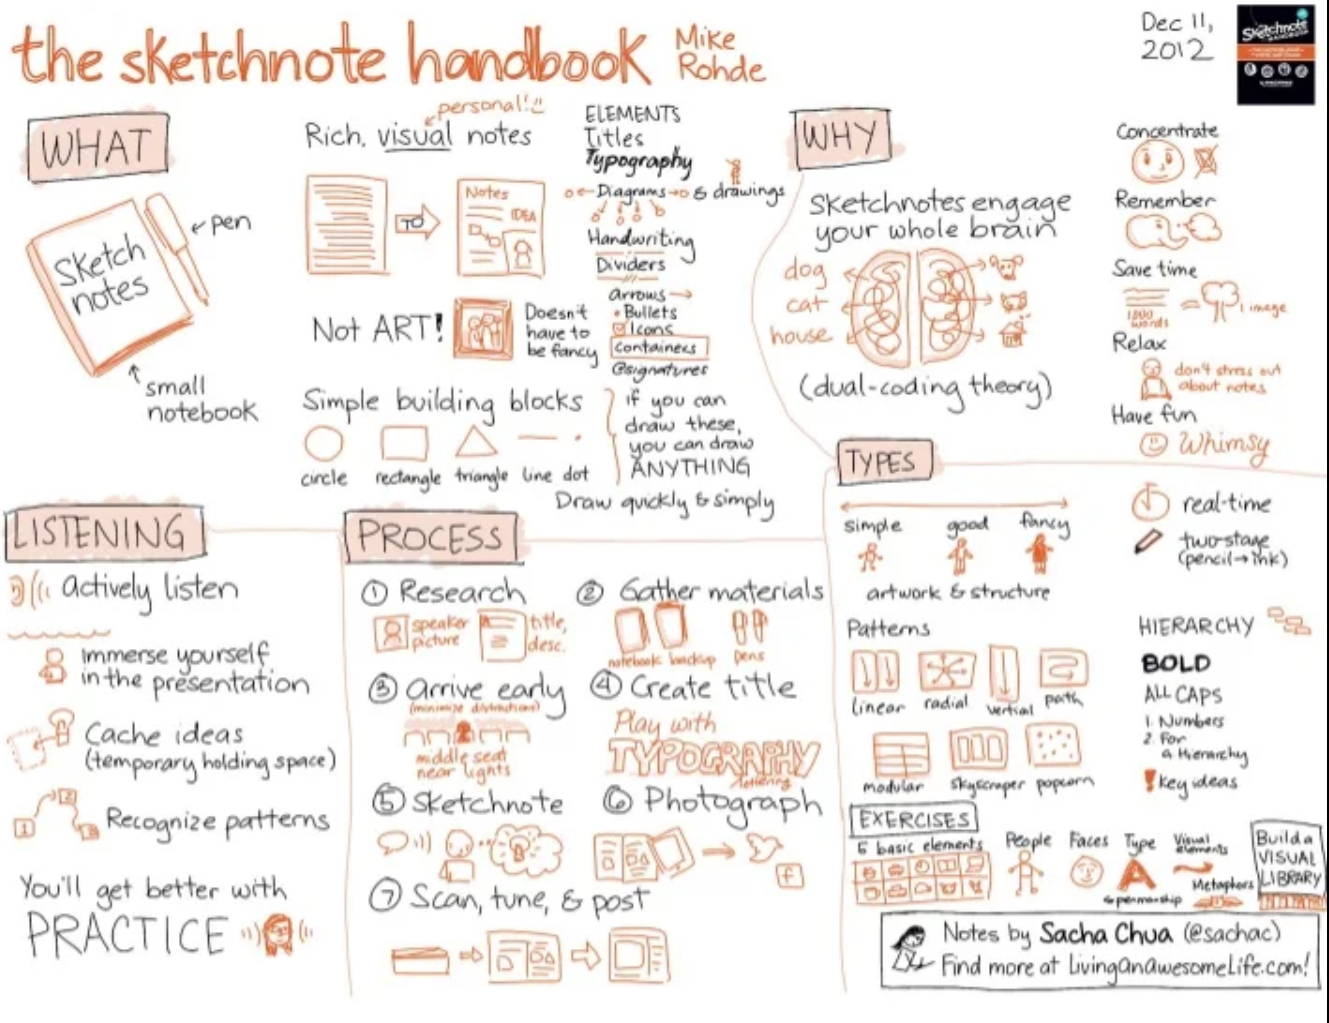 the sketchnote handbook
Mike
Rohde
Dec 11,
2012
Sketchnote
HANDBOOK
WHAT
Sketch
notes
pen
small
notebook
personal!
Rich, visual notes
TO
Notes
IDEA
Not ART!
Doesn't
have to
be fancy
Simple building blocks
circle rectangle triangle line dot
if you can
draw these,
you can draw
ANYTHING
Draw quickly & simply
ELEMENTS
Titles
Typography
Diagrams & drawings
Handwriting
Dividers
arrows
Bullets
Icons
Containers
@signatures
WHY
Sketchnotes engage
your whole brain
dog
cat
house
(dual-coding theory)
Concentrate
Remember
Save time
1000
words
= 1 image
Relax
don't stress out
about notes
Have fun
Whimsy
LISTENING
actively listen
immerse yourself
in the presentation
Cache ideas
(temporary holding space)
1
2
3
Recognize patterns
You'll get better with
PRACTICE
PROCESS
1 Research
speaker
picture
title,
desc.
2 Gather materials
notebook backup pens
3 Arrive early
(minimize distractions)
middle seat
near lights
4 Create title
Play with
TYPOGRAPHY
lettering
5 Sketchnote
6 Photograph
f
7 Scan, tune, & post
TYPES
simple good fancy
artwork & structure
real-time
two-stage
(pencil→ink)
Patterns
linear radial vertical path
modular skyscraper popcorn
HIERARCHY
BOLD
ALL CAPS
1. Numbers
2. For
a Hierarchy
! key ideas
EXERCISES
5 basic elements
People
Faces
Type
& penmanship
Visual
elements
Metaphors
Build a
VISUAL
LIBRARY
Notes by Sacha Chua (@sachac)
Find more at LivingAnAwesomeLife.com!